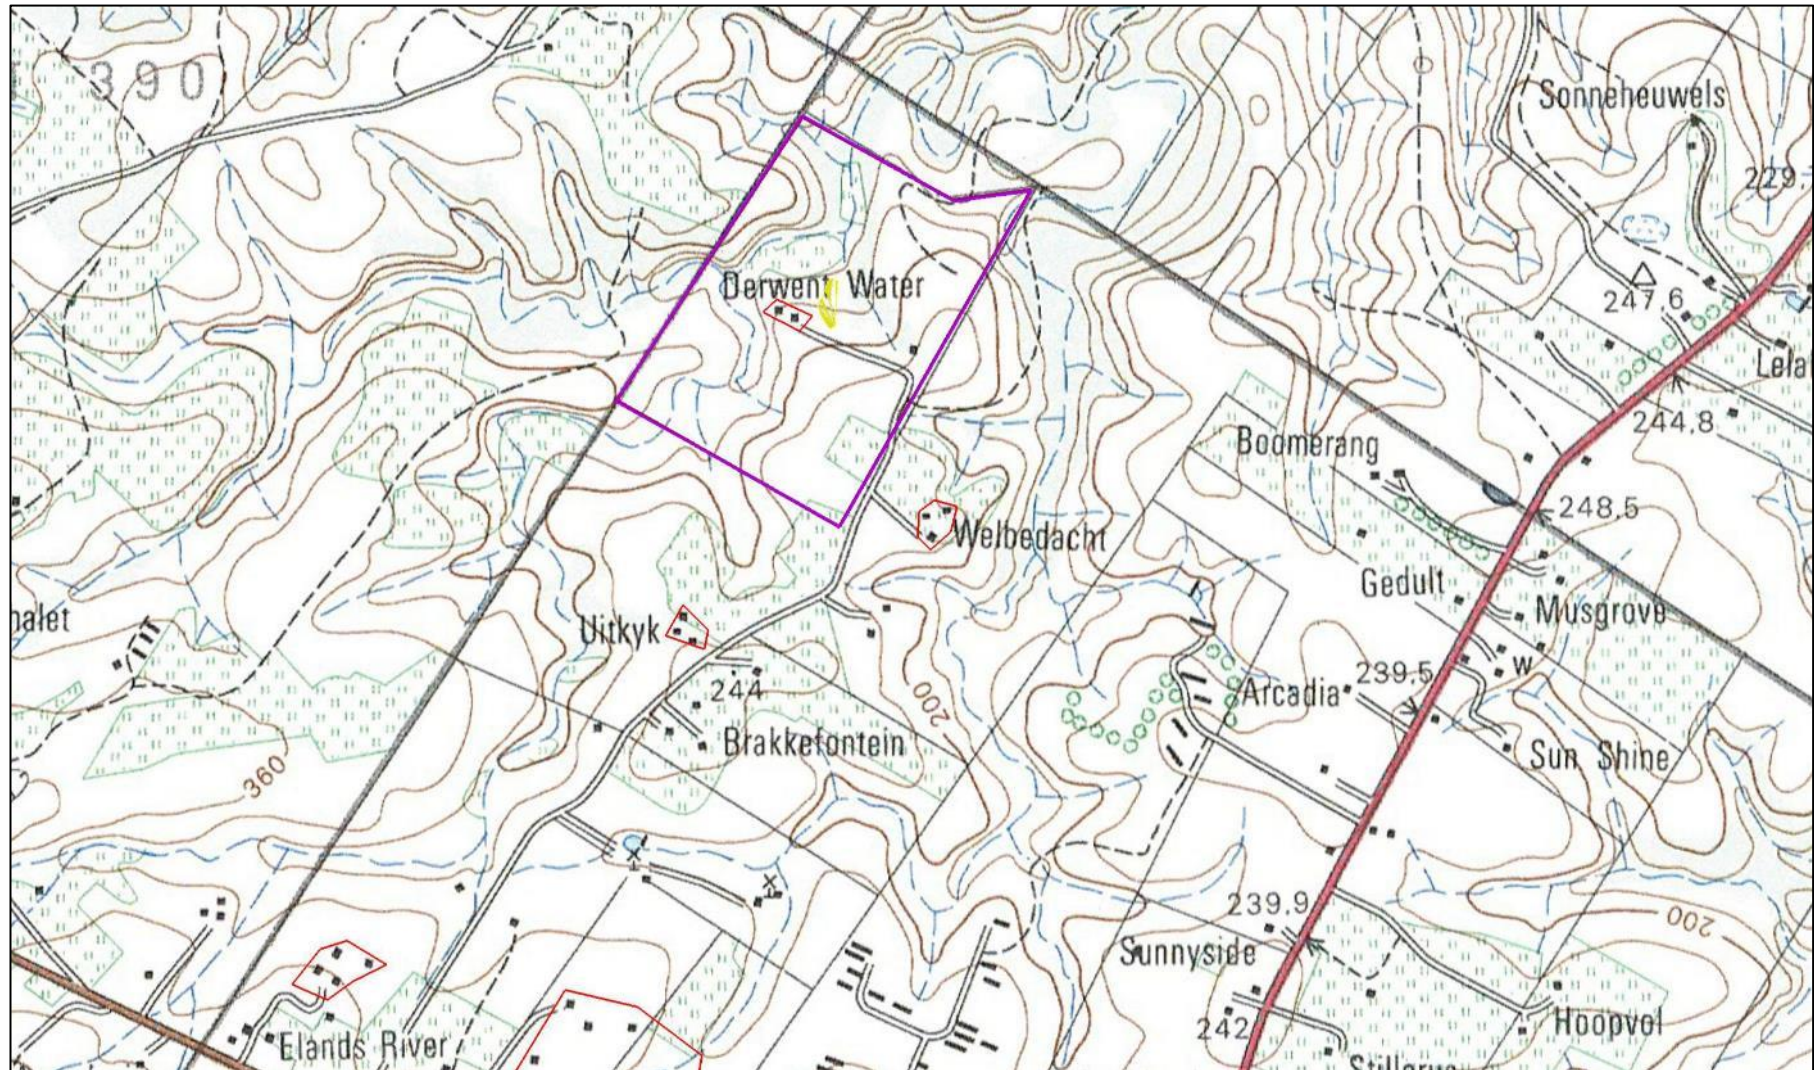 390
Sonneheuwels
229.
Derwent Water
247.6
Lela
244.8
Boomerang
248.5
Welbedacht
Gedult
Musgrove
halet
Uitkyk
W
244
200
239.5
Arcadia
Brakkefontein
Sun Shine
360
239.9
200
Sunnyside
242
Hoopvol
Elands River